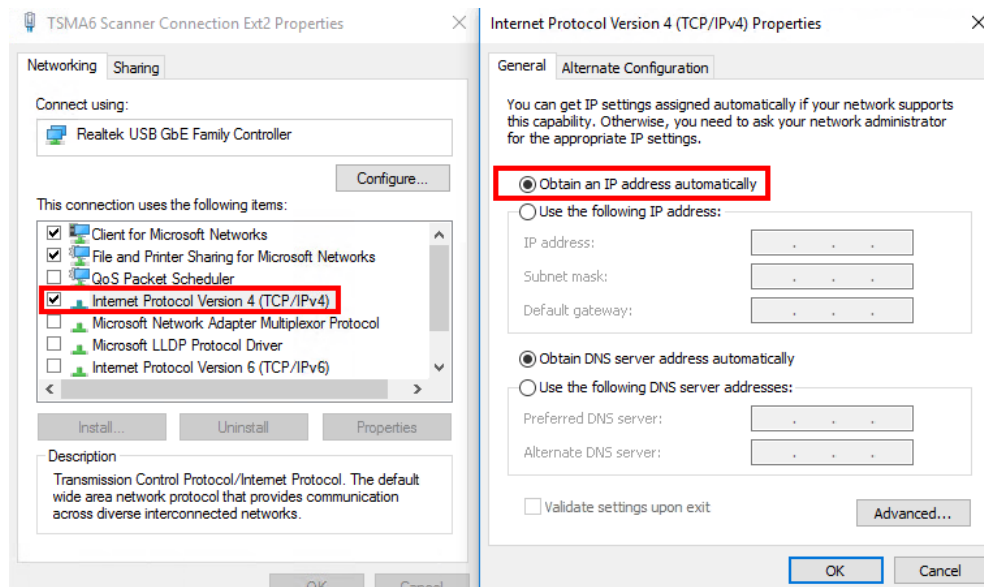 TSMA6 Scanner Connection Ext2 Properties
Networking
Sharing
Connect using:
Realtek USB GbE Family Controller
Configure...
This connection uses the following items:
Client for Microsoft Networks
File and Printer Sharing for Microsoft Networks
QoS Packet Scheduler
Internet Protocol Version 4 (TCP/IPv4)
Microsoft Network Adapter Multiplexor Protocol
Microsoft LLDP Protocol Driver
Internet Protocol Version 6 (TCP/IPv6)
Install...
Uninstall
Properties
Description
Transmission Control Protocol/Internet Protocol. The default
wide area network protocol that provides communication
across diverse interconnected networks.
OK
Cancel
Internet Protocol Version 4 (TCP/IPv4) Properties
General
Alternate Configuration
You can get IP settings assigned automatically if your network supports
this capability. Otherwise, you need to ask your network administrator
for the appropriate IP settings.
Obtain an IP address automatically
Use the following IP address:
IP address:
Subnet mask:
Default gateway:
Obtain DNS server address automatically
Use the following DNS server addresses:
Preferred DNS server:
Alternate DNS server:
Validate settings upon exit
Advanced...
OK
Cancel